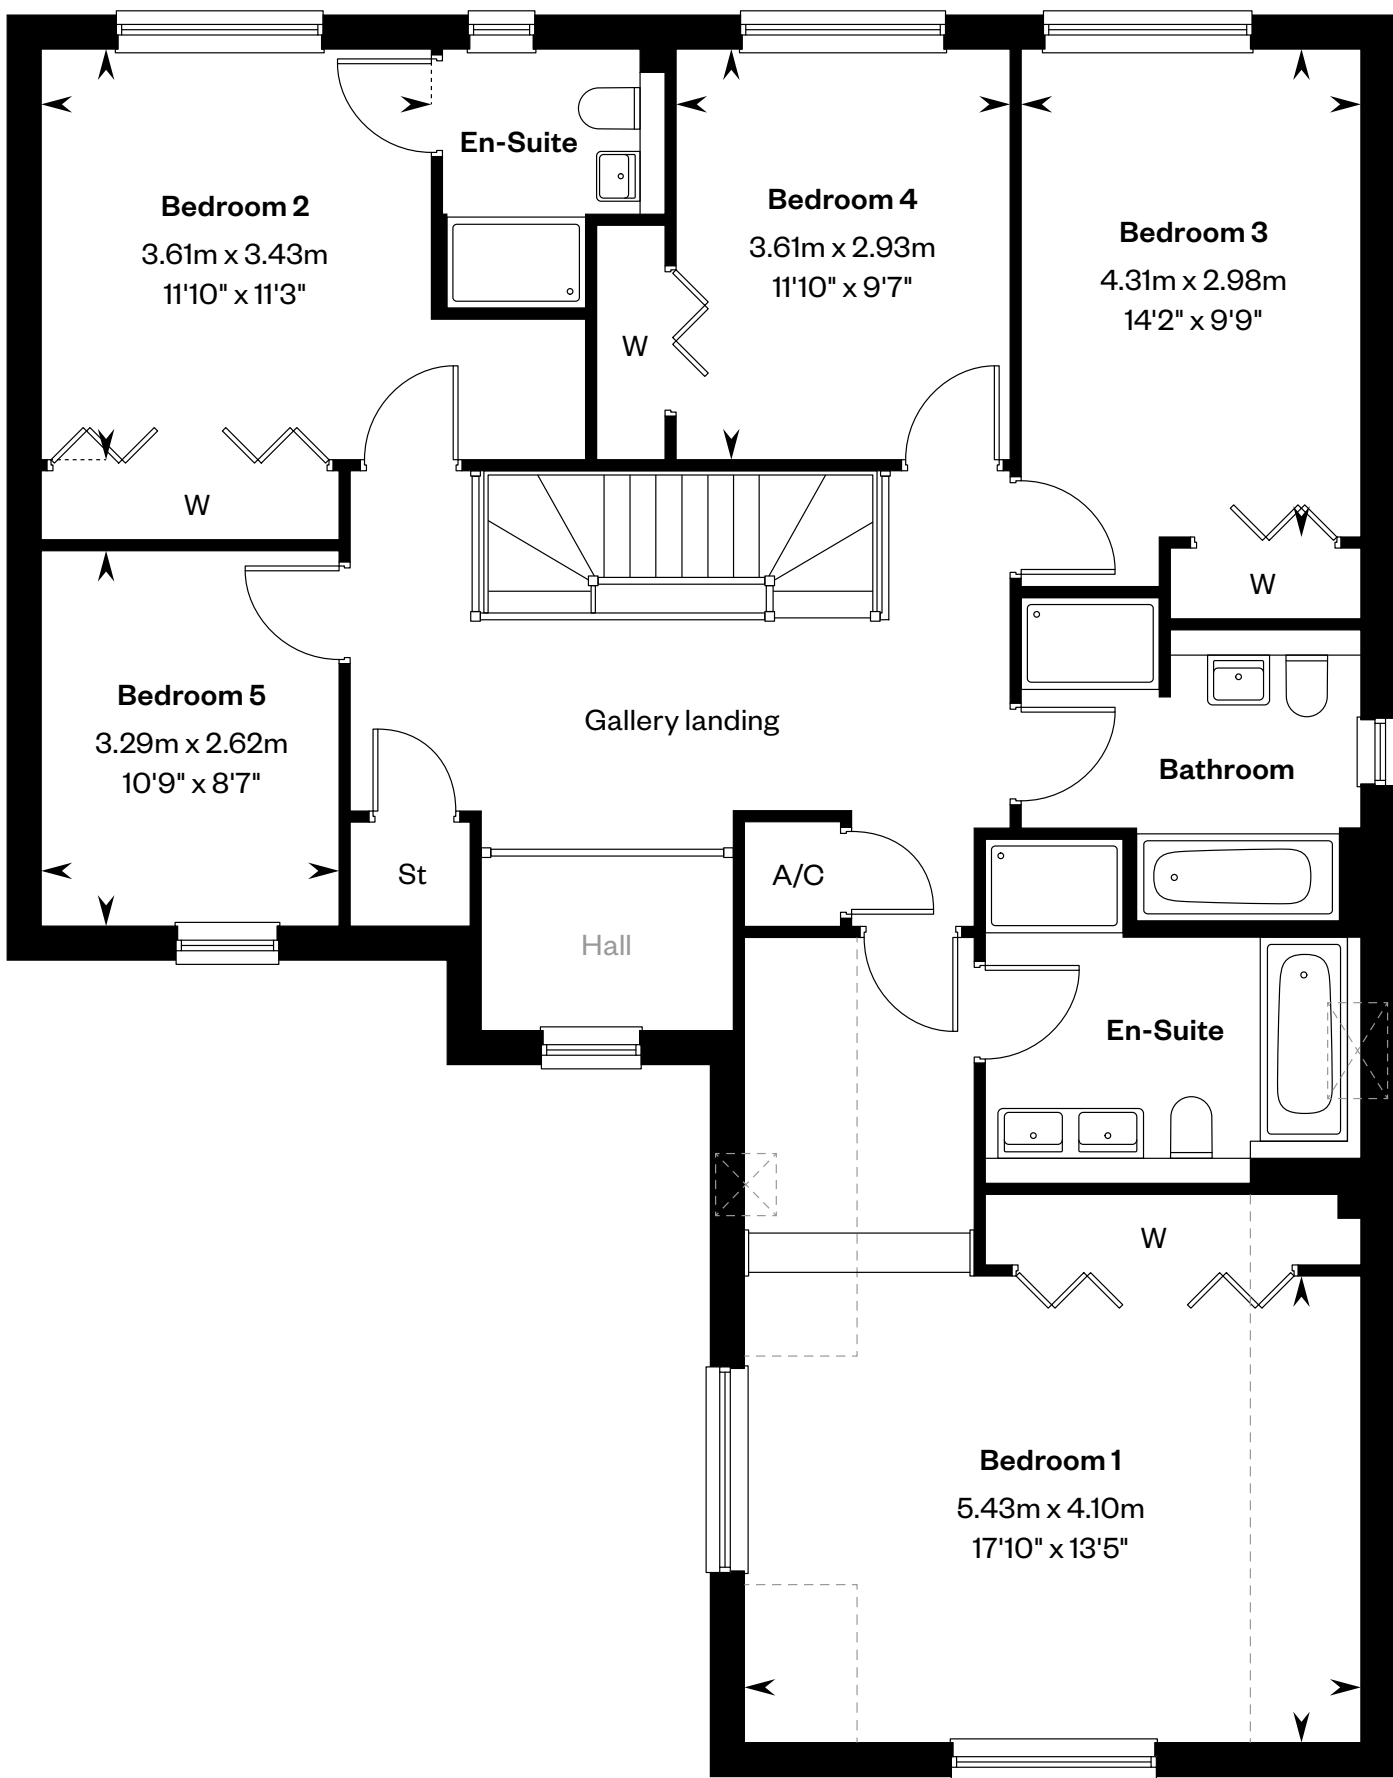 En-Suite
Bedroom 2
3.61m x 3.43m
11'10" x 11'3"
Bedroom 4
3.61m x 2.93m
11'10" x 9'7"
Bedroom 3
4.31m x 2.98m
14'2" x 9'9"
W
W
W
Bedroom 5
3.29m x 2.62m
10'9" x 8'7"
Gallery landing
Bathroom
St
A/C
Hall
En-Suite
W
Bedroom 1
5.43m x 4.10m
17'10" x 13'5"